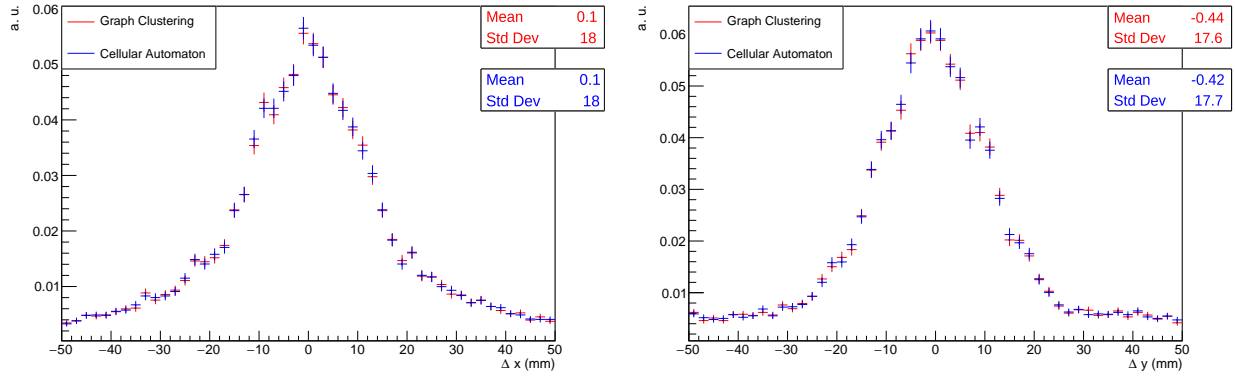 a. u.
0.06
0.05
0.04
0.03
0.02
0.01
Graph Clustering
Cellular Automaton
Mean 0.1
Std Dev 18
Mean 0.1
Std Dev 18
−50 −40 −30 −20 −10 0 10 20 30 40 50
Δ x (mm)
a. u.
0.06
0.05
0.04
0.03
0.02
0.01
Graph Clustering
Cellular Automaton
Mean -0.44
Std Dev 17.6
Mean -0.42
Std Dev 17.7
−50 −40 −30 −20 −10 0 10 20 30 40 50
Δ y (mm)